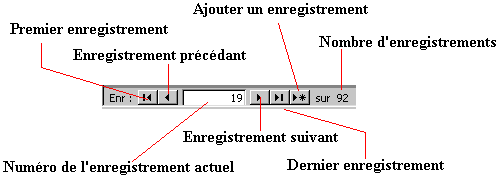 Ajouter un enregistrement
Premier enregistrement
Nombre d'enregistrements
Enregistrement précédant
Enr : 19 sur 92
Enregistrement suivant
Numéro de l'enregistrement actuel
Dernier enregistrement